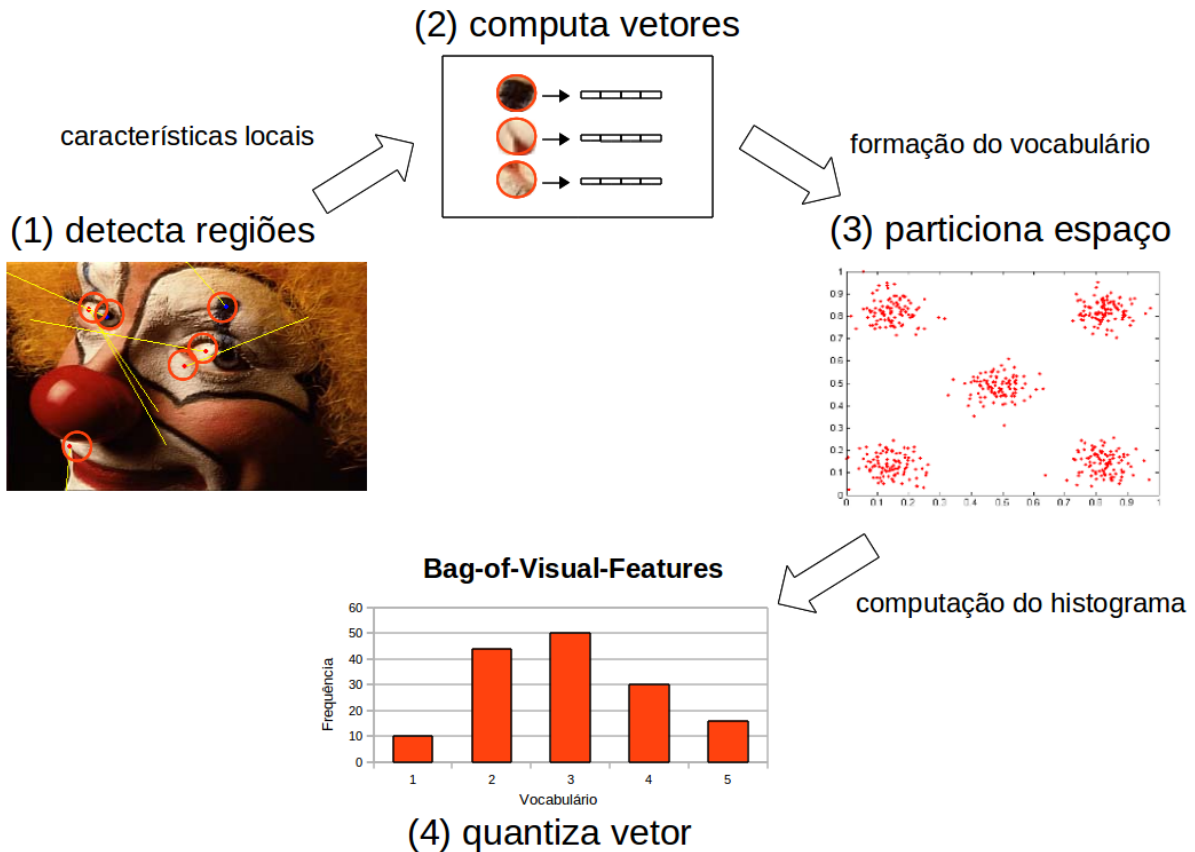 (2) computa vetores
características locais
formação do vocabulário
(1) detecta regiões
(3) particiona espaço
1
0.9
0.8
0.7
0.6
0.5
0.4
0.3
0.2
0.1
0
0 0.1 0.2 0.3 0.4 0.5 0.6 0.7 0.8 0.9 1
Bag-of-Visual-Features
computação do histograma
60
50
40
30
20
10
0
Frequência
1 2 3 4 5
Vocabulário
(4) quantiza vetor